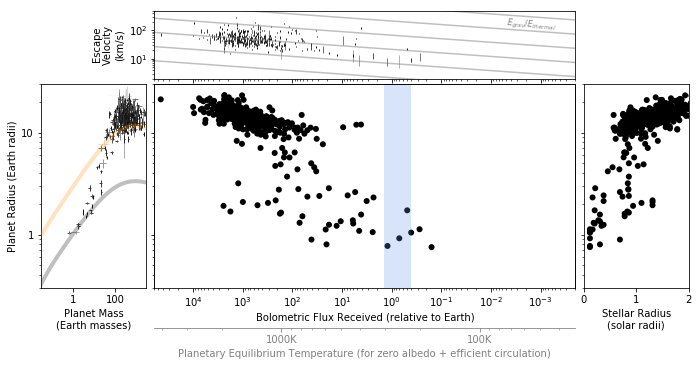 Escape
Velocity
(km/s)
10²
10¹
E_grav/E_thermal
Planet Radius (Earth radii)
10
1
1
100
Planet Mass
(Earth masses)
10⁴
10³
10²
10¹
10⁰
10⁻¹
10⁻²
10⁻³
Bolometric Flux Received (relative to Earth)
1000K
100K
Planetary Equilibrium Temperature (for zero albedo + efficient circulation)
0
1
2
Stellar Radius
(solar radii)